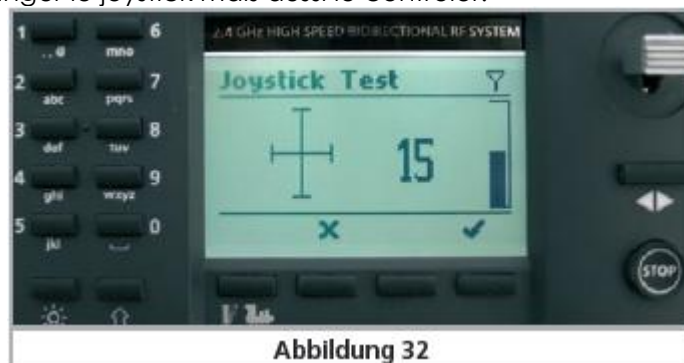 1 6
..@ mno
2.4 GHz HIGH SPEED BIDIRECTIONAL RF SYSTEM
2 7
abc pqrs
Joystick Test
3 8
def tuv
15
4 9
ghi wxyz
5 0
jkl
STOP
Abbildung 32